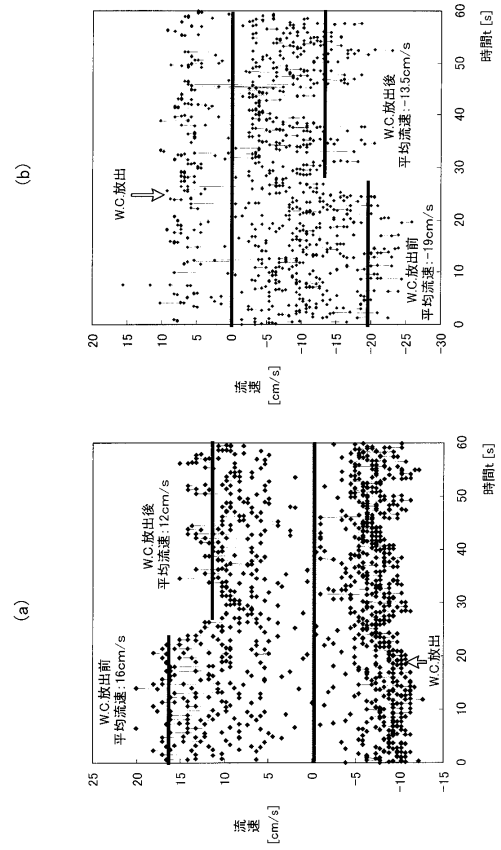 (a)
流速
[cm/s]
25
20
15
10
5
0
-5
-10
-15
W.C.放出前
平均流速:16cm/s
W.C.放出後
平均流速:12cm/s
W.C.放出
0
10
20
30
40
50
60
時間t [s]
(b)
流速
[cm/s]
20
15
10
5
0
-5
-10
-15
-20
-25
-30
W.C.放出
W.C.放出前
平均流速:-19cm/s
W.C.放出後
平均流速:-13.5cm/s
0
10
20
30
40
50
60
時間t [s]